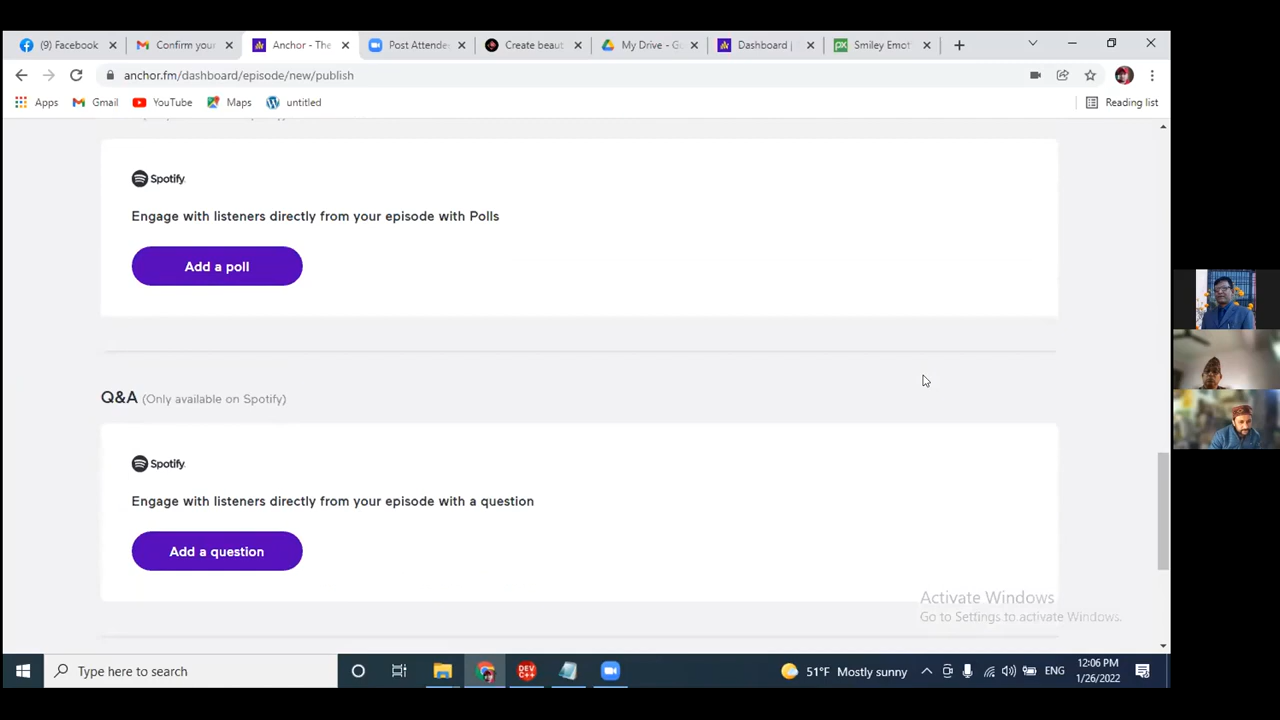 (9) Facebook
Confirm your
Anchor - The
Post Attende
Create beaut
My Drive - Go
Dashboard
Smiley Emot
anchor.fm/dashboard/episode/new/publish
Apps
Gmail
YouTube
Maps
untitled
Reading list
Spotify
Engage with listeners directly from your episode with Polls
Add a poll
Q&A (Only available on Spotify)
Spotify
Engage with listeners directly from your episode with a question
Add a question
Activate Windows
Go to Settings to activate Windows.
Type here to search
DEV C++
51°F Mostly sunny
ENG
12:06 PM
1/26/2022